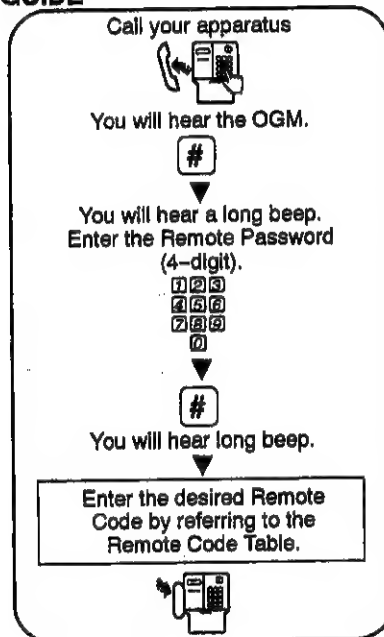 GUIDE
Call your apparatus
You will hear the OGM.
#
You will hear a long beep.
Enter the Remote Password
(4-digit).
1 2 3
4 5 6
7 8 9
0
#
You will hear long beep.
Enter the desired Remote
Code by referring to the
Remote Code Table.